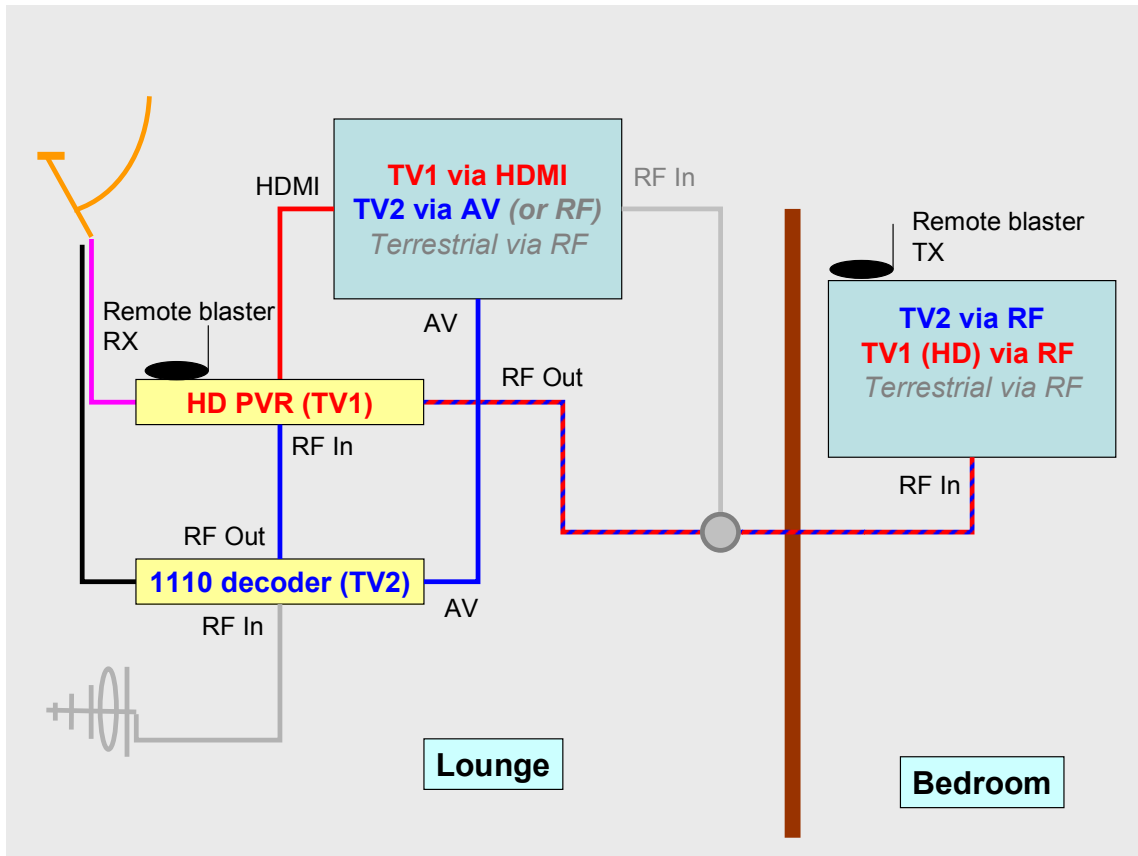 HDMI
TV1 via HDMI
TV2 via AV (or RF)
Terrestrial via RF
RF In
Remote blaster
TX
Remote blaster
RX
AV
TV2 via RF
TV1 (HD) via RF
Terrestrial via RF
HD PVR (TV1)
RF Out
RF In
RF In
RF Out
1110 decoder (TV2)
AV
RF In
Lounge
Bedroom